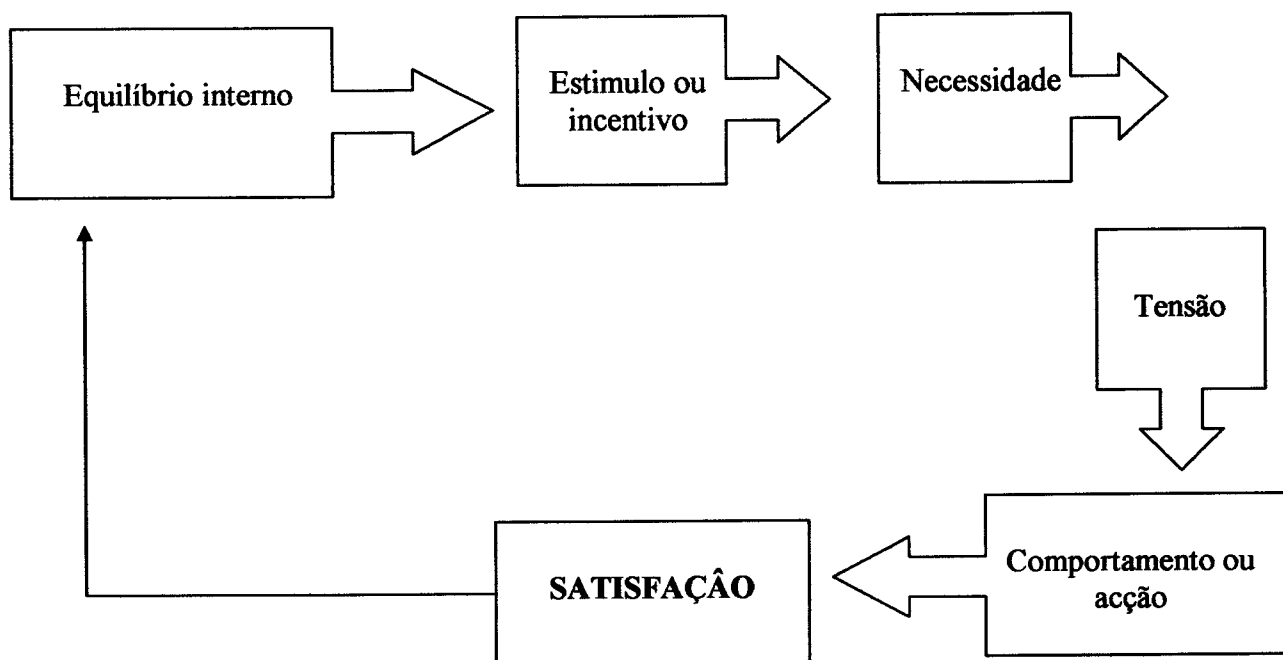 Equilíbrio interno
Estimulo ou
incentivo
Necessidade
Tensão
Comportamento ou
acção
SATISFAÇÂO